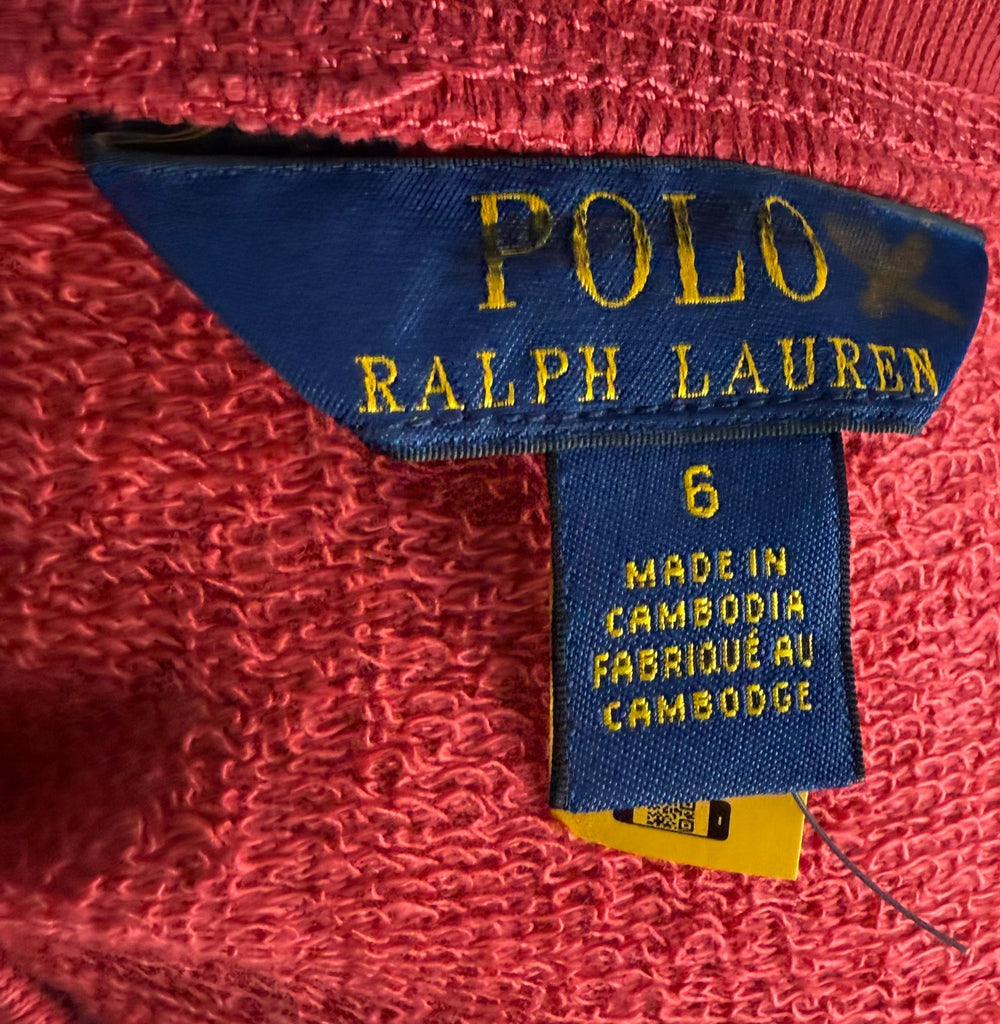 POLO
RALPH LAUREN
6
MADE IN
CAMBODIA
FABRIQUÉ AU
CAMBODGE